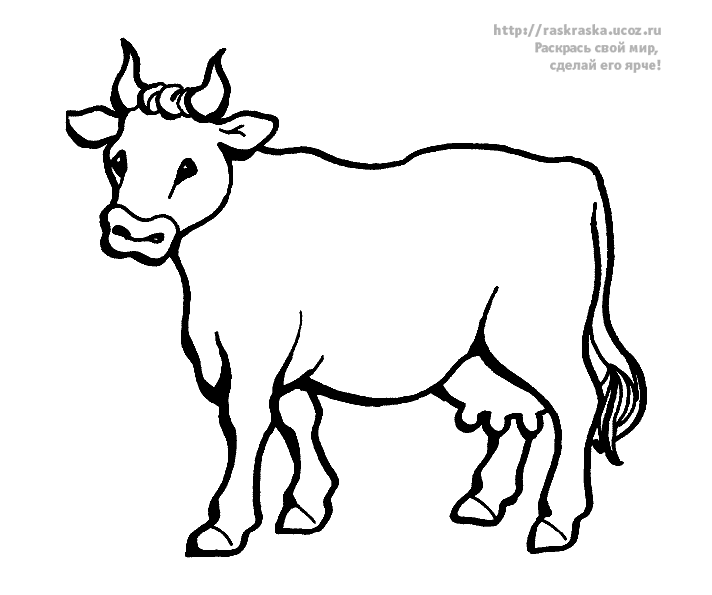 http://raskraska.ucoz.ru
Раскрась свой мир,
сделай его ярче!